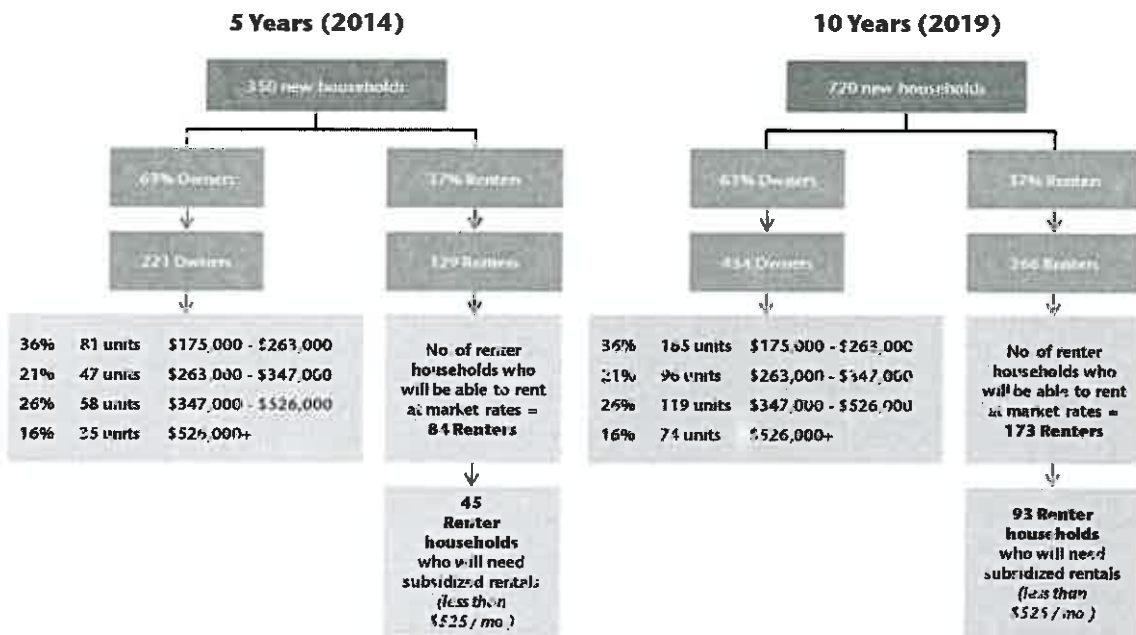 5 Years (2014)
350 new households
63% Owners
37% Renters
221 Owners
129 Renters
36% 81 units $175,000 - $263,000
21% 47 units $263,000 - $347,000
26% 58 units $347,000 - $526,000
16% 35 units $526,000+
No. of renter
households who
will be able to rent
at market rates =
84 Renters
45
Renter
households
who will need
subsidized rentals
(less than
$525 / mo.)
10 Years (2019)
720 new households
63% Owners
37% Renters
454 Owners
266 Renters
36% 165 units $175,000 - $263,000
21% 96 units $263,000 - $347,000
26% 119 units $347,000 - $526,000
16% 74 units $526,000+
No. of renter
households who
will be able to rent
at market rates =
173 Renters
93 Renter
households
who will need
subsidized rentals
(less than
$525 / mo.)